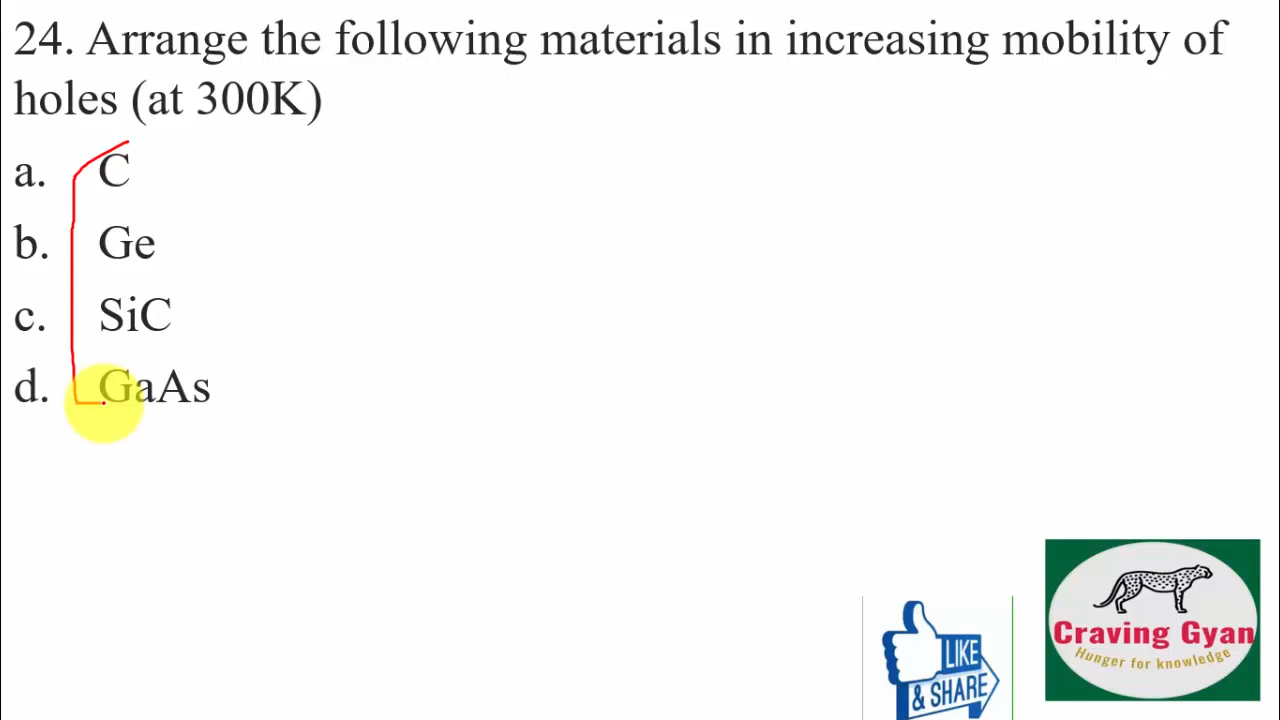 24. Arrange the following materials in increasing mobility of
holes (at 300K)
a. C
b. Ge
c. SiC
d. GaAs
LIKE
& SHARE
Craving Gyan
Hunger for knowledge